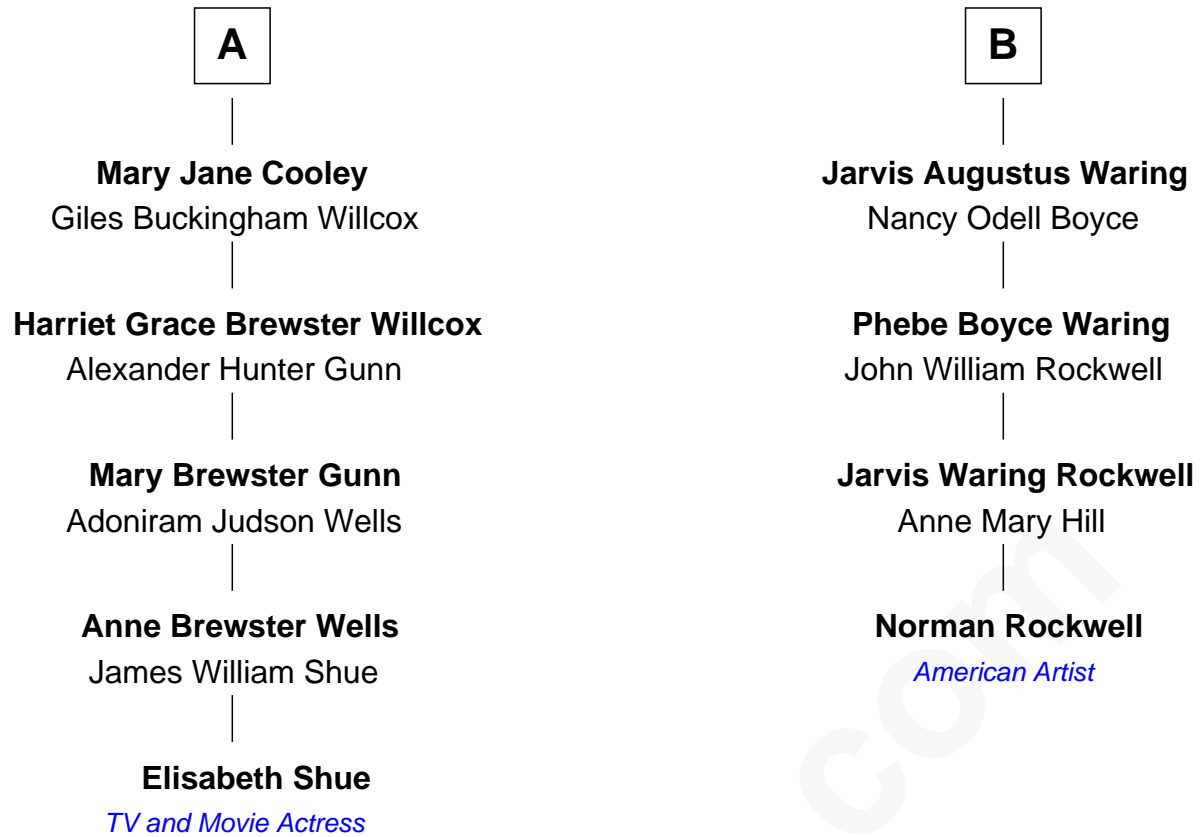 A
Mary Jane Cooley
Giles Buckingham Willcox
Harriet Grace Brewster Willcox
Alexander Hunter Gunn
Mary Brewster Gunn
Adoniram Judson Wells
Anne Brewster Wells
James William Shue
Elisabeth Shue
TV and Movie Actress
B
Jarvis Augustus Waring
Nancy Odell Boyce
Phebe Boyce Waring
John William Rockwell
Jarvis Waring Rockwell
Anne Mary Hill
Norman Rockwell
American Artist
com